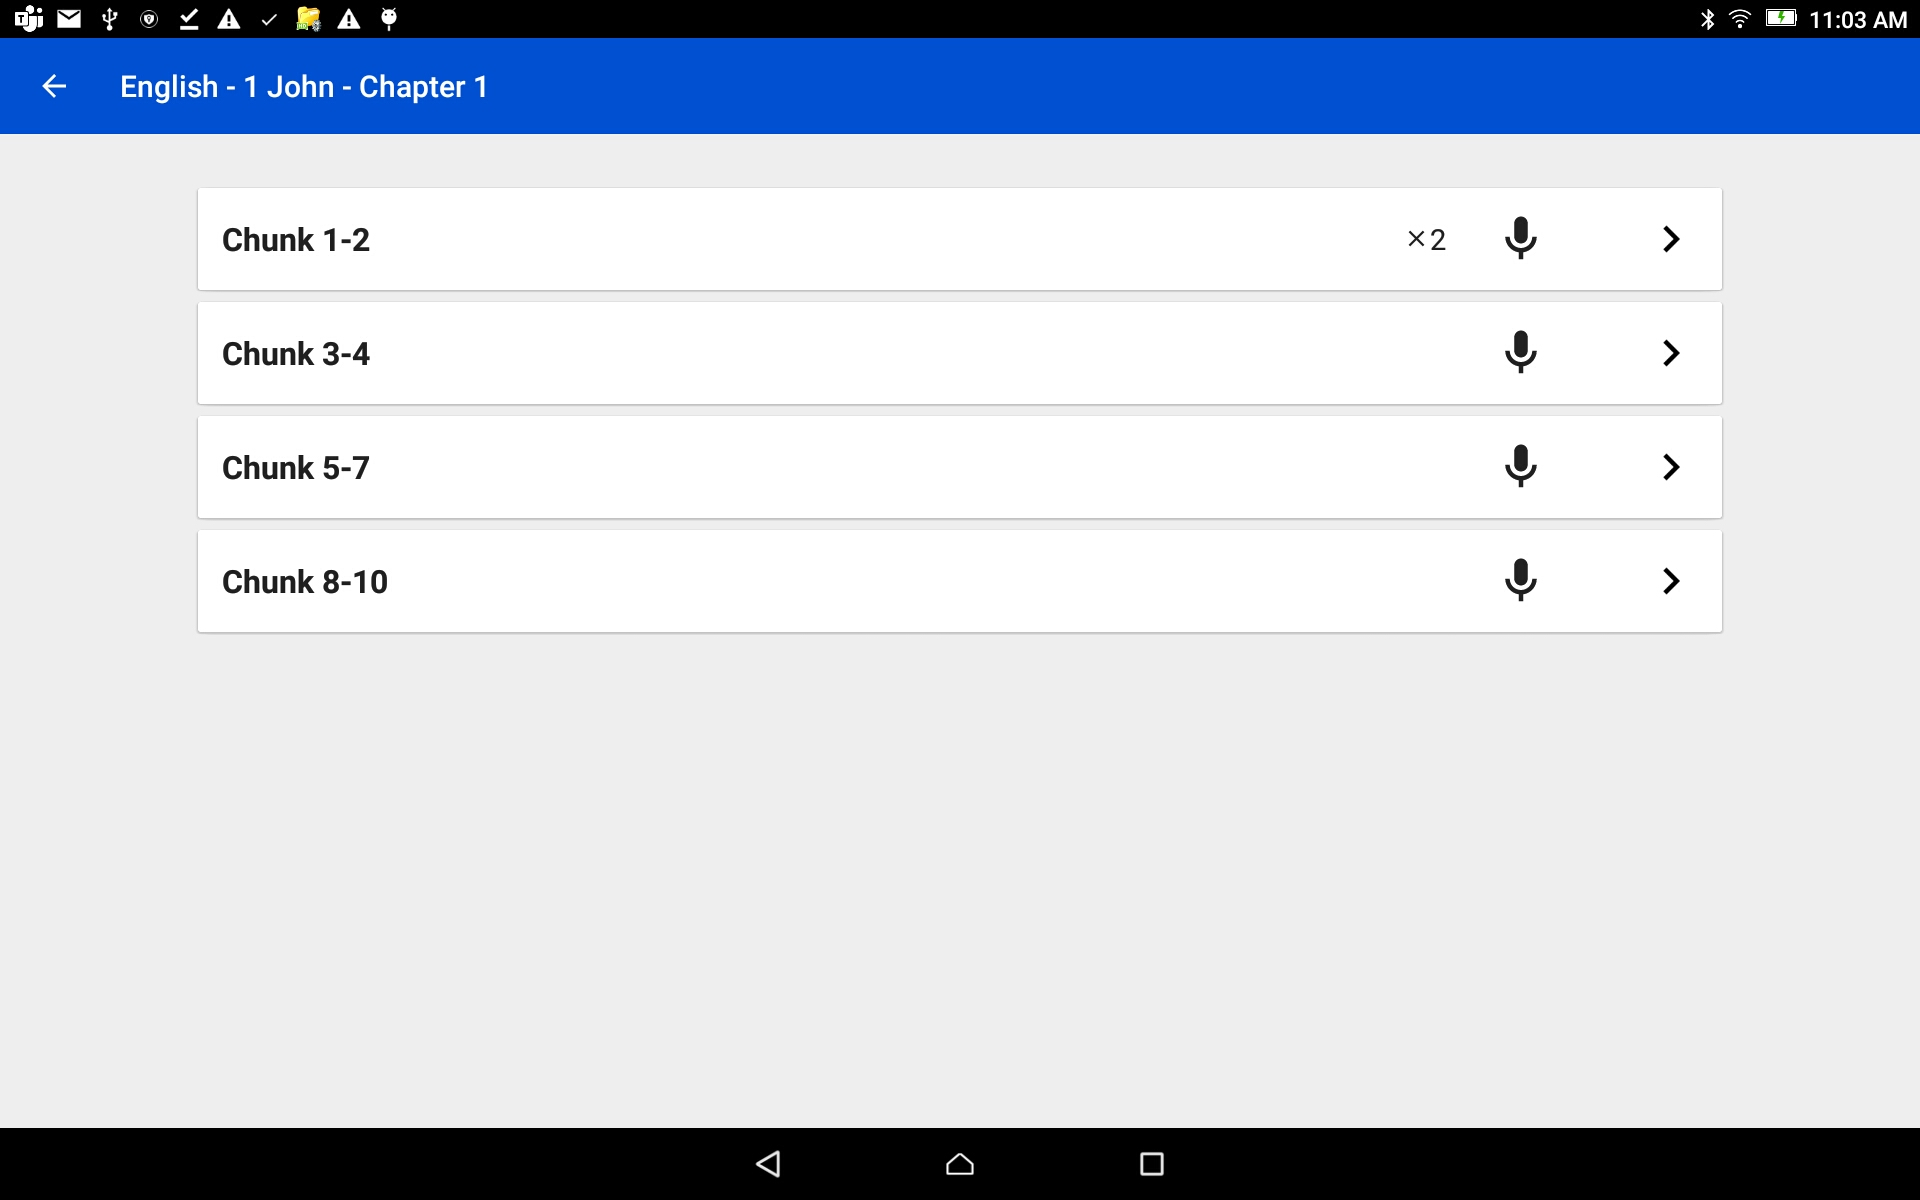 11:03 AM
English - 1 John - Chapter 1
Chunk 1-2
×2
Chunk 3-4
Chunk 5-7
Chunk 8-10